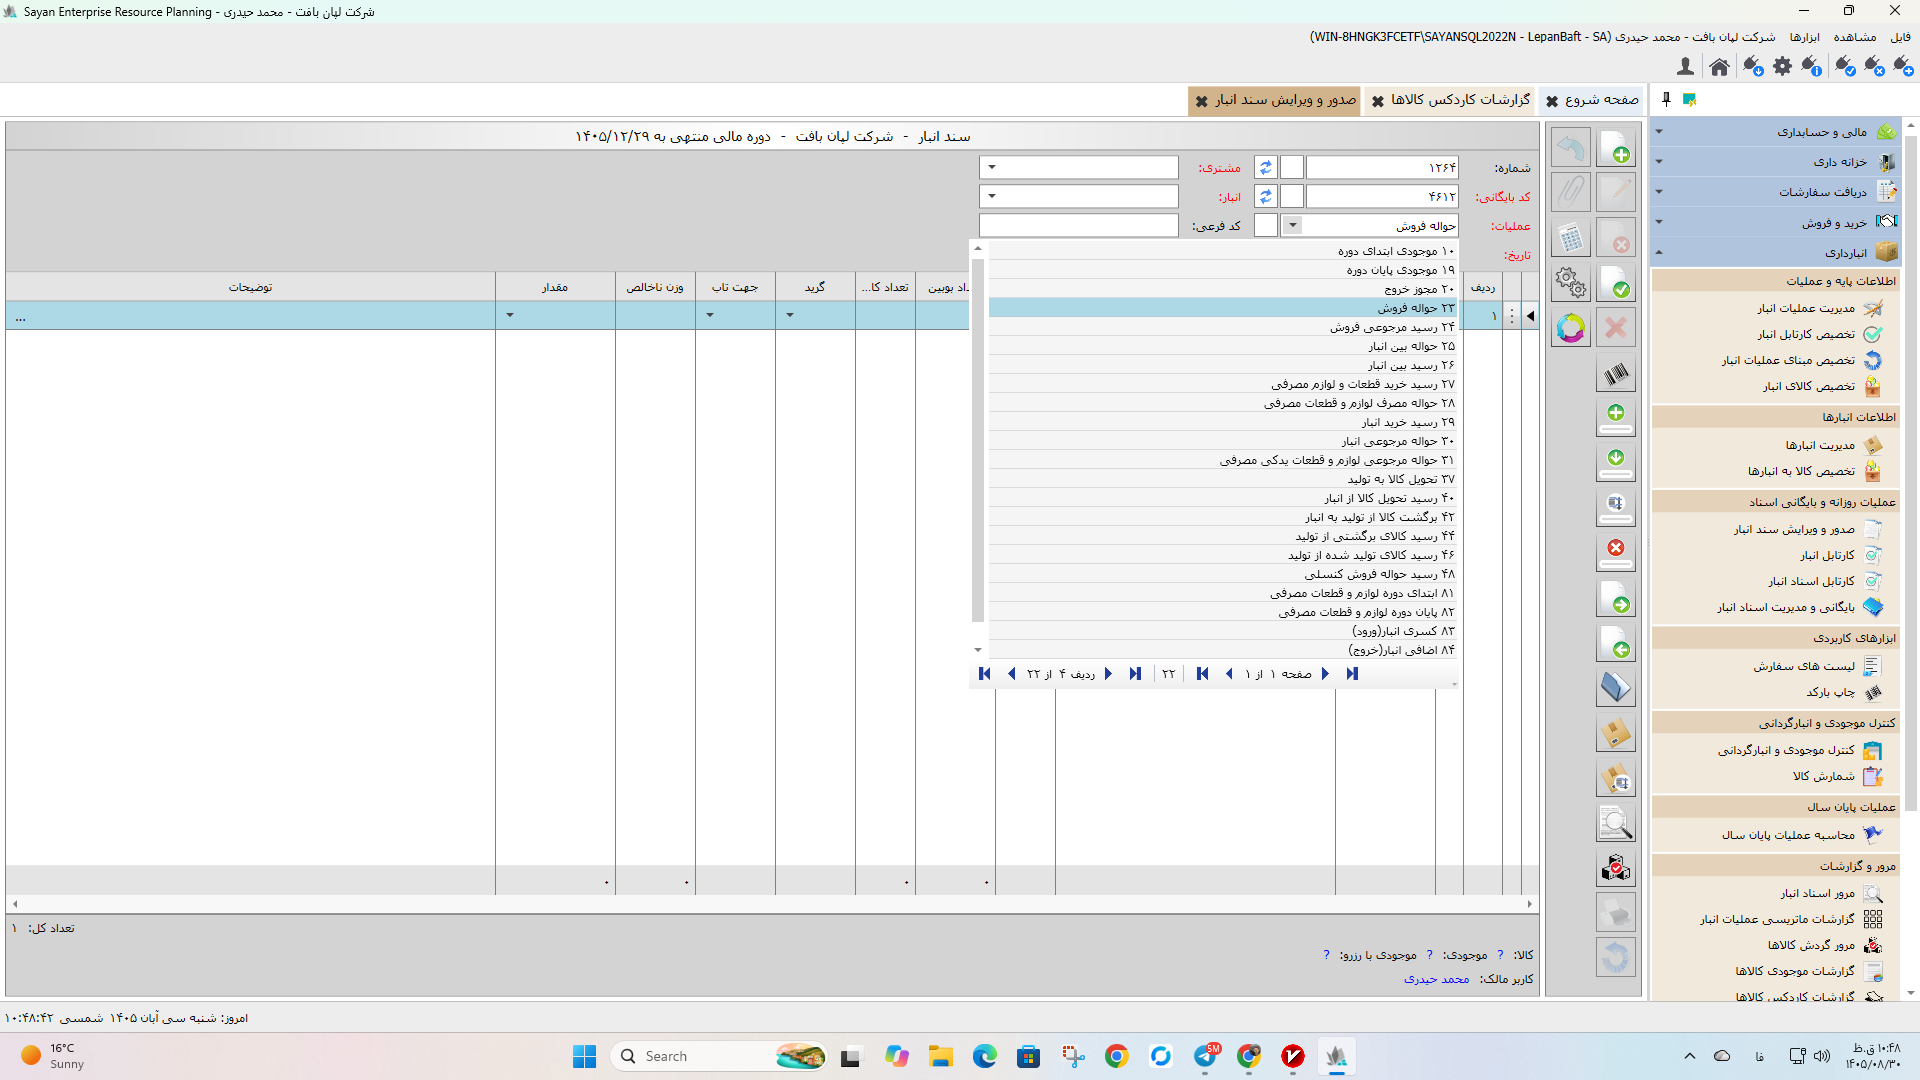 Sayan Enterprise Resource Planning - شرکت لپان بافت - محمد حیدری
فایل مشاهده ابزارها شرکت لپان بافت - محمد حیدری (WIN-8HNGK3FCETF\SAYANSQL2022N - LepanBaft - SA)
صفحه شروع
گزارشات کاردکس کالاها
صدور و ویرایش سند انبار
سند انبار - شرکت لپان بافت - دوره مالی منتهی به ۱۴۰۵/۱۲/۲۹
شماره: ۱۲۶۴ مشتری:
کد بایگانی: ۴۶۱۲ انبار:
عملیات: حواله فروش کد فرعی:
تاریخ:
ردیف
تعداد کا...
گرید
جهت تاب
وزن ناخالص
مقدار
توضیحات
۱
...
۱۰ موجودی ابتدای دوره
۱۹ موجودی پایان دوره
۲۰ مجوز خروج
۲۳ حواله فروش
۲۴ رسید مرجوعی فروش
۲۵ حواله بین انبار
۲۶ رسید بین انبار
۲۷ رسید خرید قطعات و لوازم مصرفی
۲۸ حواله مصرف لوازم و قطعات مصرفی
۲۹ رسید خرید انبار
۳۰ حواله مرجوعی انبار
۳۱ حواله مرجوعی لوازم و قطعات یدکی مصرفی
۳۷ تحویل کالا به تولید
۴۰ رسید تحویل کالا از انبار
۴۲ برگشت کالا از تولید به انبار
۴۴ رسید کالای برگشتی از تولید
۴۶ رسید کالای تولید شده از تولید
۴۸ رسید حواله فروش کنسلی
۸۱ ابتدای دوره لوازم و قطعات مصرفی
۸۲ پایان دوره لوازم و قطعات مصرفی
۸۳ کسری انبار(ورود)
۸۴ اضافی انبار(خروج)
صفحه ۱ از ۱
۲۲
ردیف ۴ از ۲۲
۰ ۰ ۰ ۰
تعداد کل: ۱
کالا: ? موجودی: ? موجودی با رزرو: ?
کاربر مالک: محمد حیدری
مالی و حسابداری
خزانه داری
دریافت سفارشات
خرید و فروش
انبارداری
اطلاعات پایه و عملیات
مدیریت عملیات انبار
تخصیص کارتابل انبار
تخصیص مبنای عملیات انبار
تخصیص کالای انبار
اطلاعات انبارها
مدیریت انبارها
تخصیص کالا به انبارها
عملیات روزانه و بایگانی اسناد
صدور و ویرایش سند انبار
کارتابل انبار
کارتابل اسناد انبار
بایگانی و مدیریت اسناد انبار
ابزارهای کاربردی
لیست های سفارش
چاپ بارکد
کنترل موجودی و انبارگردانی
کنترل موجودی و انبارگردانی
شمارش کالا
عملیات پایان سال
محاسبه عملیات پایان سال
مرور و گزارشات
مرور اسناد انبار
گزارشات ماتریسی عملیات انبار
مرور گردش کالاها
گزارشات موجودی کالاها
گزارشات کاردکس کالاها
امروز: شنبه سی آبان ۱۴۰۵ شمسی ۱۰:۴۸:۴۲
16°C
Sunny
Search
5M
فا
۱۰:۴۸ ق.ظ
۱۴۰۵/۰۸/۳۰